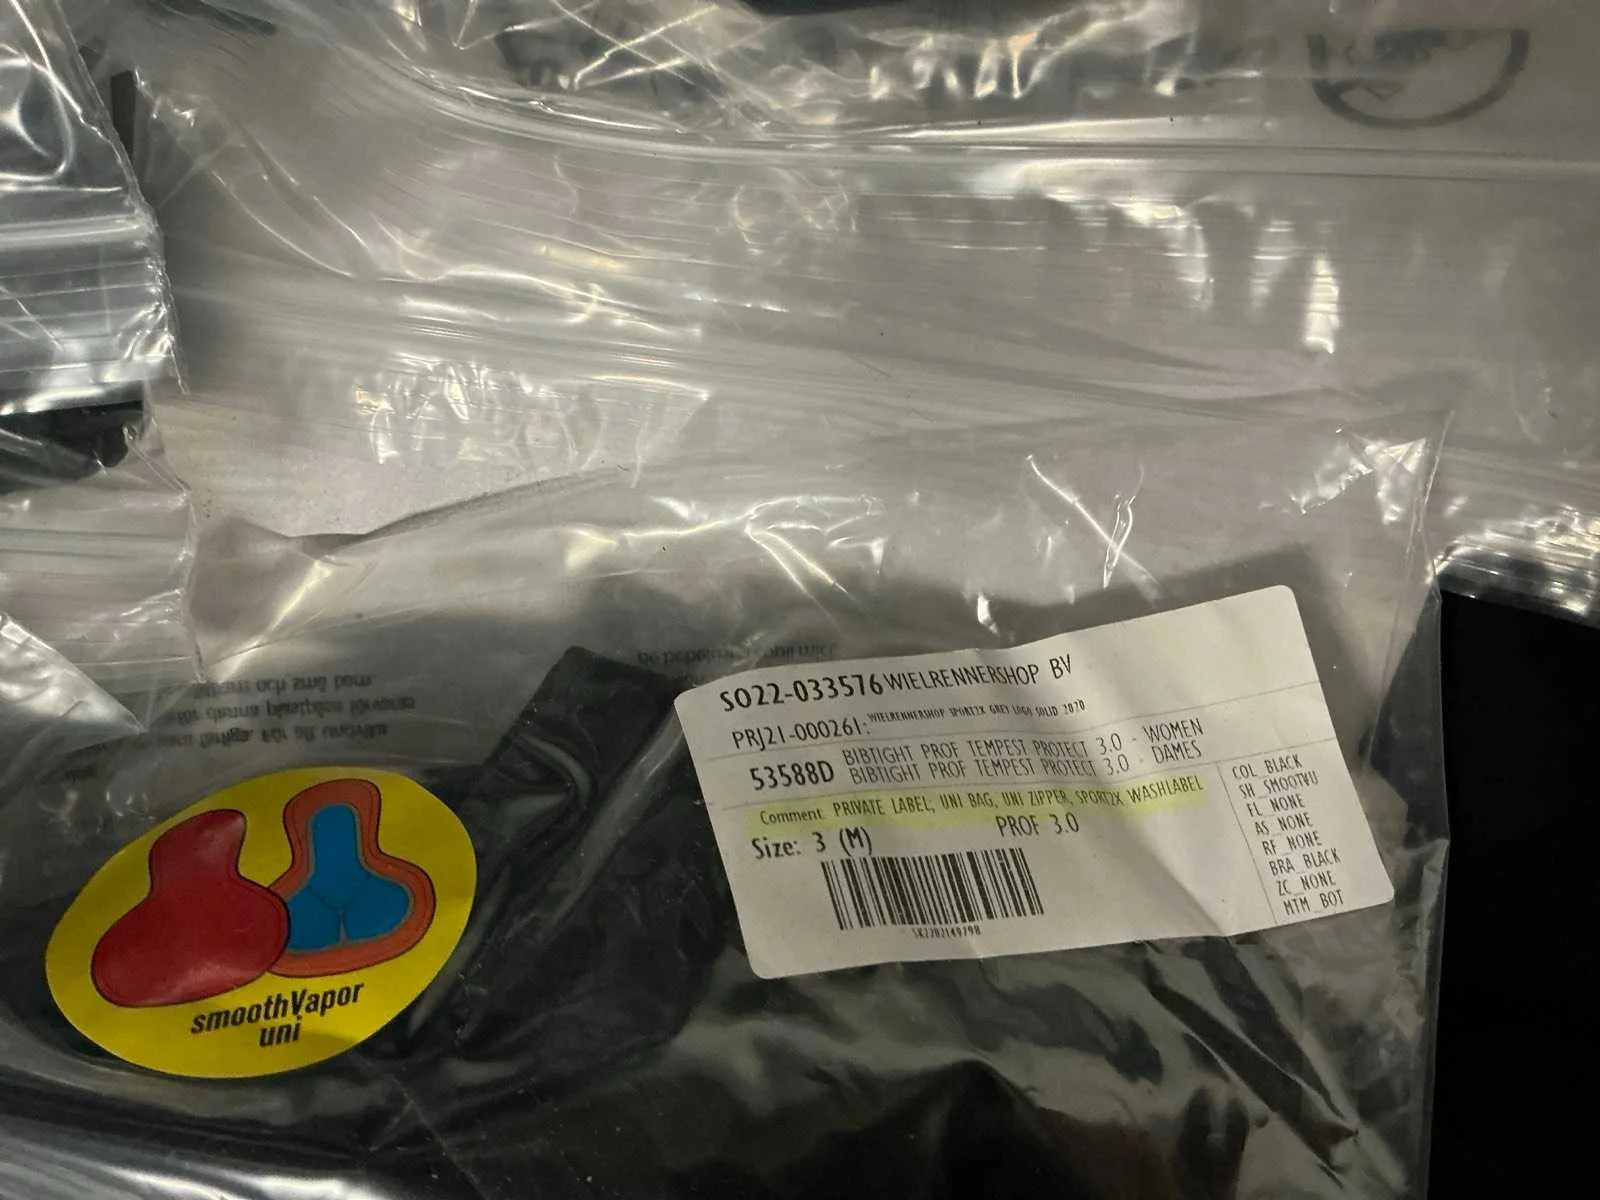 SO22-033576 WIELRENNERSHOP BV
PRJ21-000261: WIELRENNERSHOP SPORT2X GREY LOGO SOLID 2020
53588D BIBTIGHT PROF TEMPEST PROTECT 3.0 - WOMEN
BIBTIGHT PROF TEMPEST PROTECT 3.0 - DAMES
Comment: PRIVATE LABEL, UNI BAG, UNI ZIPPER, SPORT2X WASHLABEL
Size: 3 (M) PROF 3.0
COL_BLACK
SH_SMOOTVU
FL_NONE
AS_NONE
RF_NONE
BRA_BLACK
ZC_NONE
MTM_BOT
smoothVapor
uni